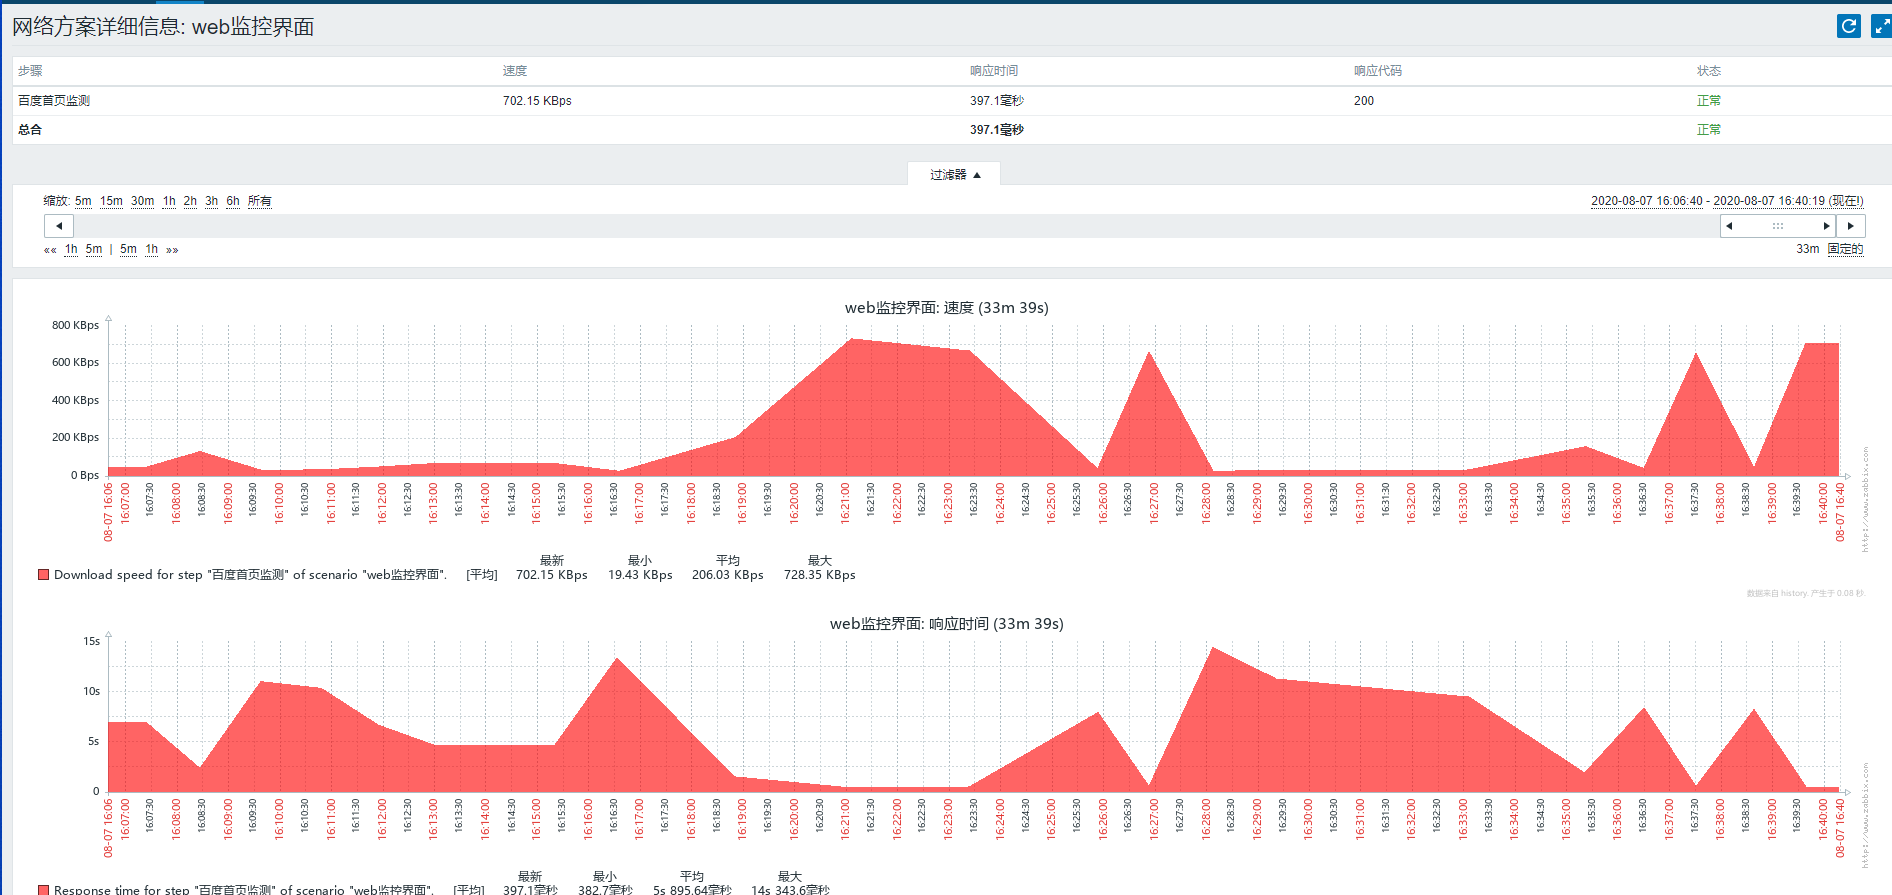 网络方案详细信息: web监控界面
步骤 速度 响应时间 响应代码 状态
百度首页监测 702.15 KBps 397.1毫秒 200 正常
总合 397.1毫秒 正常
过滤器 ▲
缩放: 5m 15m 30m 1h 2h 3h 6h 所有 2020-08-07 16:06:40 - 2020-08-07 16:40:19 (现在!)
«« 1h 5m | 5m 1h »» 33m 固定的
web监控界面: 速度 (33m 39s)
800 KBps
600 KBps
400 KBps
200 KBps
0 Bps
08-07 16:06 16:07:00 16:07:30 16:08:00 16:08:30 16:09:00 16:09:30 16:10:00 16:10:30 16:11:00 16:11:30 16:12:00 16:12:30 16:13:00 16:13:30 16:14:00 16:14:30 16:15:00 16:15:30 16:16:00 16:16:30 16:17:00 16:17:30 16:18:00 16:18:30 16:19:00 16:19:30 16:20:00 16:20:30 16:21:00 16:21:30 16:22:00 16:22:30 16:23:00 16:23:30 16:24:00 16:24:30 16:25:00 16:25:30 16:26:00 16:26:30 16:27:00 16:27:30 16:28:00 16:28:30 16:29:00 16:29:30 16:30:00 16:30:30 16:31:00 16:31:30 16:32:00 16:32:30 16:33:00 16:33:30 16:34:00 16:34:30 16:35:00 16:35:30 16:36:00 16:36:30 16:37:00 16:37:30 16:38:00 16:38:30 16:39:00 16:39:30 16:40:00 08-07 16:40
http://www.zabbix.com
最新 最小 平均 最大
Download speed for step "百度首页监测" of scenario "web监控界面". [平均] 702.15 KBps 19.43 KBps 206.03 KBps 728.35 KBps
数据来自 history. 产生于 0.08 秒.
web监控界面: 响应时间 (33m 39s)
15s
10s
5s
0
08-07 16:06 16:07:00 16:07:30 16:08:00 16:08:30 16:09:00 16:09:30 16:10:00 16:10:30 16:11:00 16:11:30 16:12:00 16:12:30 16:13:00 16:13:30 16:14:00 16:14:30 16:15:00 16:15:30 16:16:00 16:16:30 16:17:00 16:17:30 16:18:00 16:18:30 16:19:00 16:19:30 16:20:00 16:20:30 16:21:00 16:21:30 16:22:00 16:22:30 16:23:00 16:23:30 16:24:00 16:24:30 16:25:00 16:25:30 16:26:00 16:26:30 16:27:00 16:27:30 16:28:00 16:28:30 16:29:00 16:29:30 16:30:00 16:30:30 16:31:00 16:31:30 16:32:00 16:32:30 16:33:00 16:33:30 16:34:00 16:34:30 16:35:00 16:35:30 16:36:00 16:36:30 16:37:00 16:37:30 16:38:00 16:38:30 16:39:00 16:39:30 16:40:00 08-07 16:40
http://www.zabbix.com
最新 最小 平均 最大
Response time for step "百度首页监测" of scenario "web监控界面". [平均] 397.1毫秒 382.7毫秒 5s 895.64毫秒 14s 343.6毫秒